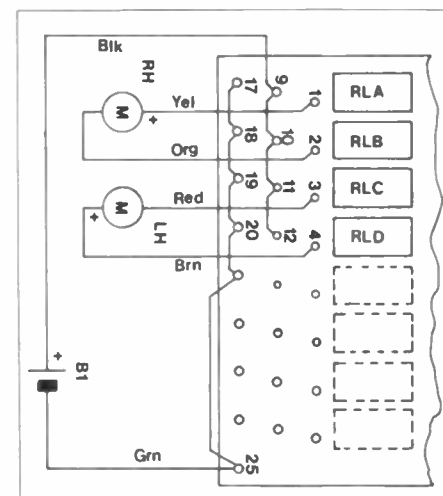 Blk
RH
M
+
Yel
Org
Red
M
+
LH
Brn
+
B1
Grn
17
9
1
RLA
18
10
2
RLB
19
11
3
RLC
20
12
4
RLD
25